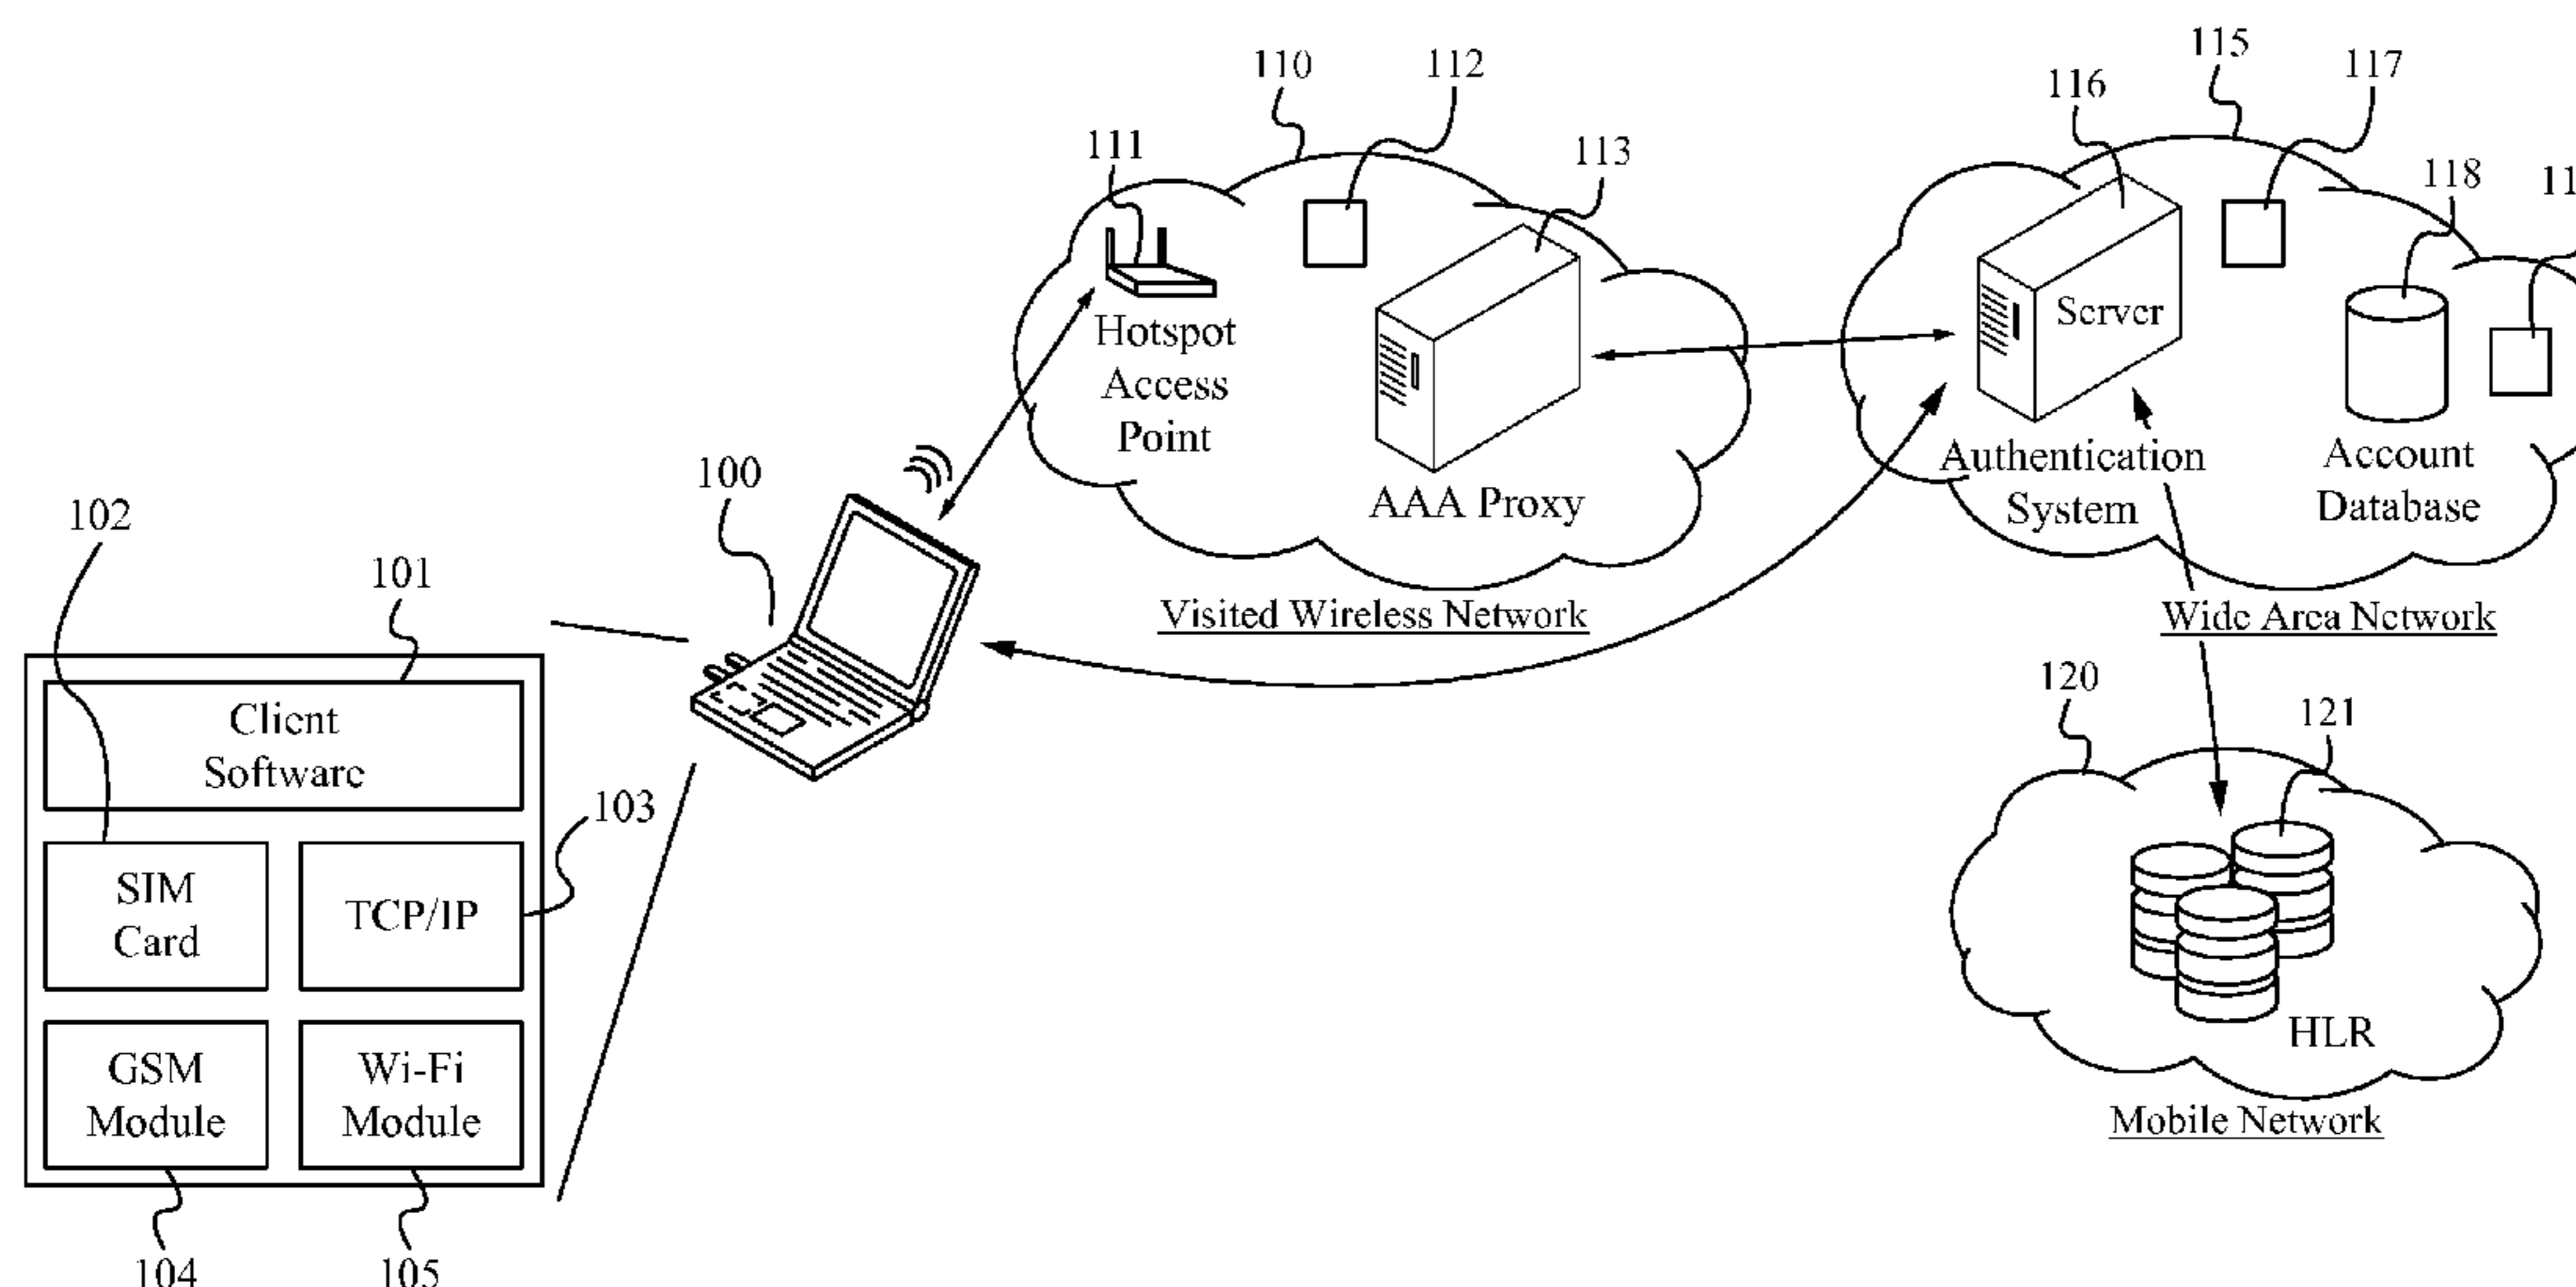 115
110
112
116
117
111
113
118
Server
Hotspot
Access
Point
100
Authentication
System
Account
Database
AAA Proxy
102
101
Visited Wireless Network
Wide Area Network
120
121
Client
Software
103
SIM
Card
TCP/IP
HLR
GSM
Module
Wi-Fi
Module
Mobile Network
104
105